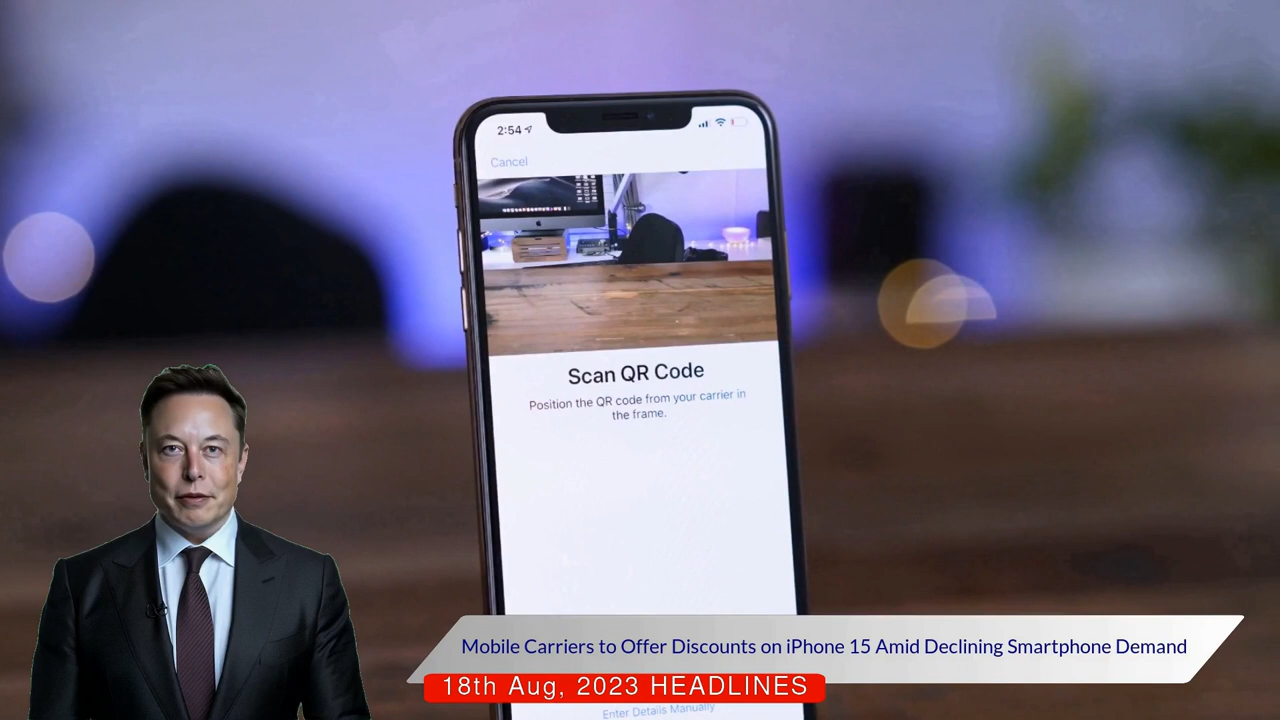 2:54
Cancel
Scan QR Code
Position the QR code from your carrier in
the frame.
Mobile Carriers to Offer Discounts on iPhone 15 Amid Declining Smartphone Demand
18th Aug, 2023 HEADLINES
Enter Details Manually